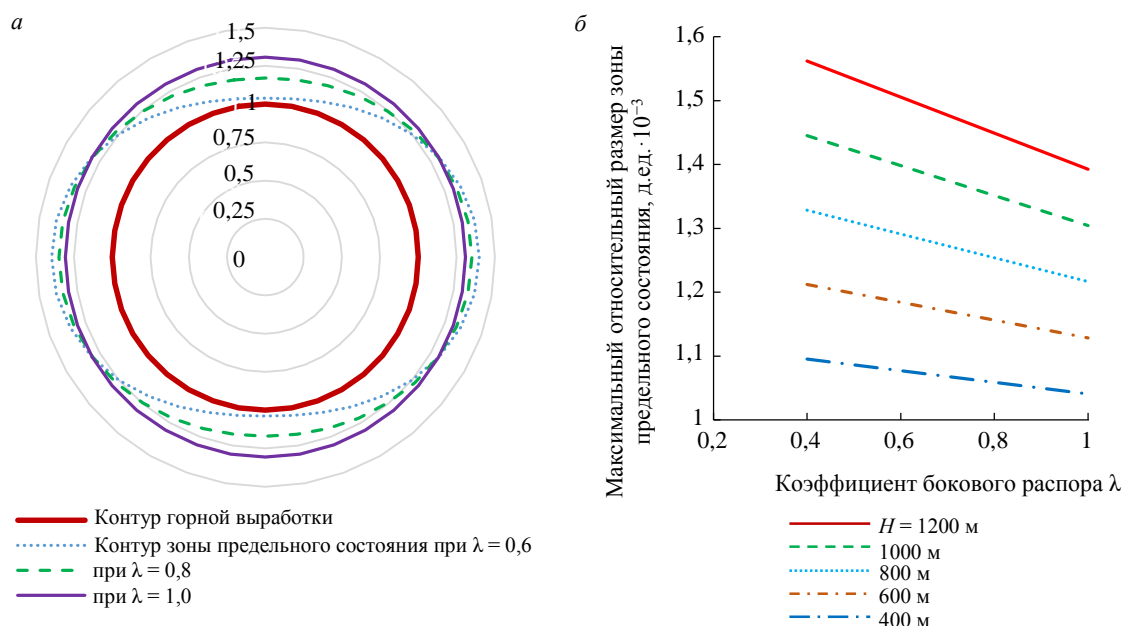 а
1,5
1,25
1
0,75
0,5
0,25
0
Контур горной выработки
Контур зоны предельного состояния при λ = 0,6
при λ = 0,8
при λ = 1,0
б
Максимальный относительный размер зоны
предельного состояния, д.ед.·10⁻³
1,6
1,5
1,4
1,3
1,2
1,1
1
0,2
0,4
0,6
0,8
1
Коэффициент бокового распора λ
H = 1200 м
1000 м
800 м
600 м
400 м